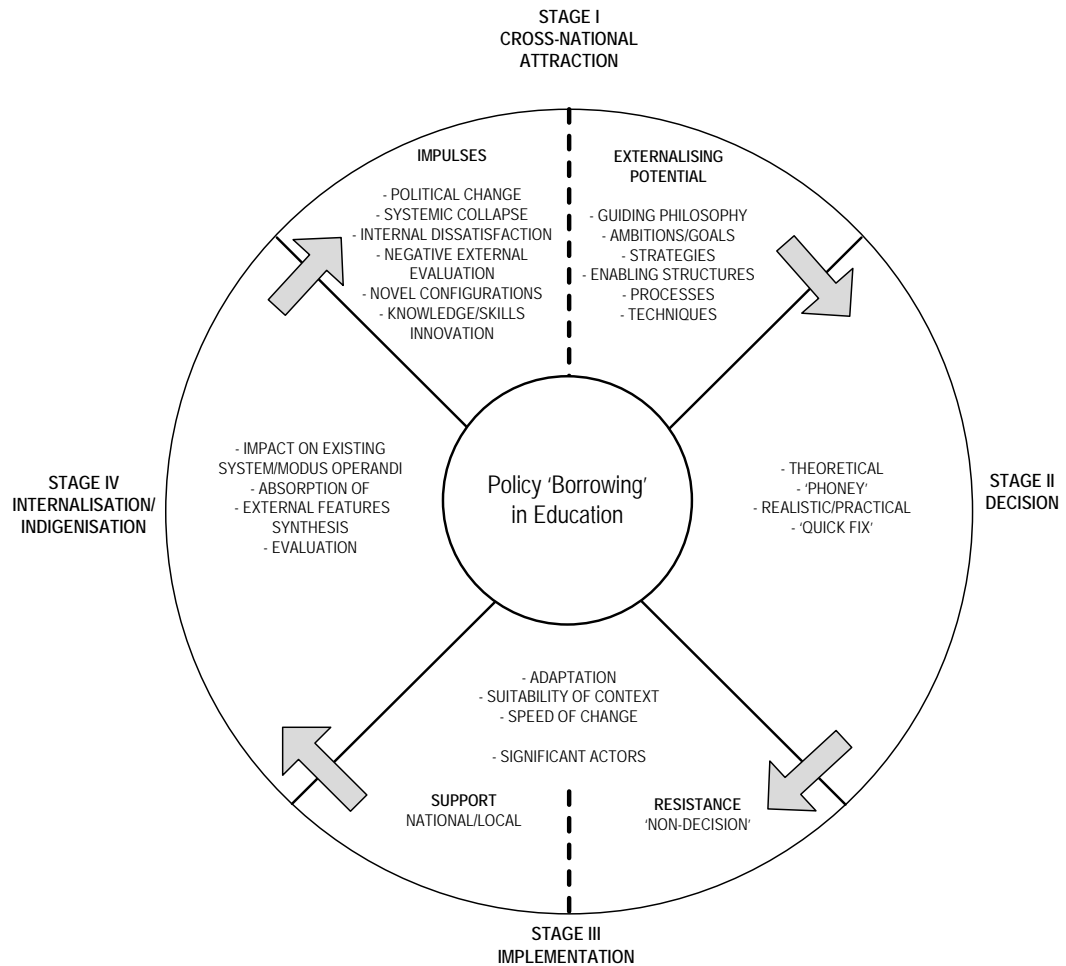 STAGE I
CROSS-NATIONAL
ATTRACTION
IMPULSES
- POLITICAL CHANGE
- SYSTEMIC COLLAPSE
- INTERNAL DISSATISFACTION
- NEGATIVE EXTERNAL
EVALUATION
- NOVEL CONFIGURATIONS
- KNOWLEDGE/SKILLS
INNOVATION
EXTERNALISING
POTENTIAL
- GUIDING PHILOSOPHY
- AMBITIONS/GOALS
- STRATEGIES
- ENABLING STRUCTURES
- PROCESSES
- TECHNIQUES
STAGE II
DECISION
- THEORETICAL
- ‘PHONEY’
- REALISTIC/PRACTICAL
- ‘QUICK FIX’
Policy ‘Borrowing’
in Education
- ADAPTATION
- SUITABILITY OF CONTEXT
- SPEED OF CHANGE
- SIGNIFICANT ACTORS
SUPPORT
NATIONAL/LOCAL
RESISTANCE
‘NON-DECISION’
STAGE III
IMPLEMENTATION
STAGE IV
INTERNALISATION/
INDIGENISATION
- IMPACT ON EXISTING
SYSTEM/MODUS OPERANDI
- ABSORPTION OF
- EXTERNAL FEATURES
SYNTHESIS
- EVALUATION